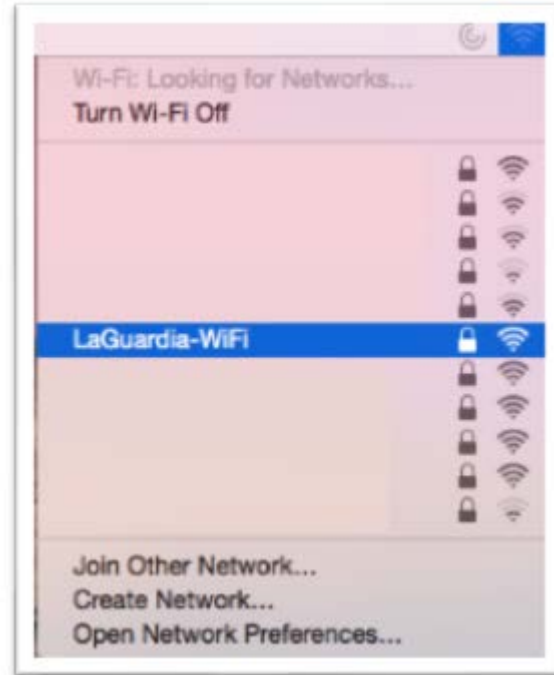 Wi-Fi: Looking for Networks...
Turn Wi-Fi Off
LaGuardia-WiFi
Join Other Network...
Create Network...
Open Network Preferences...